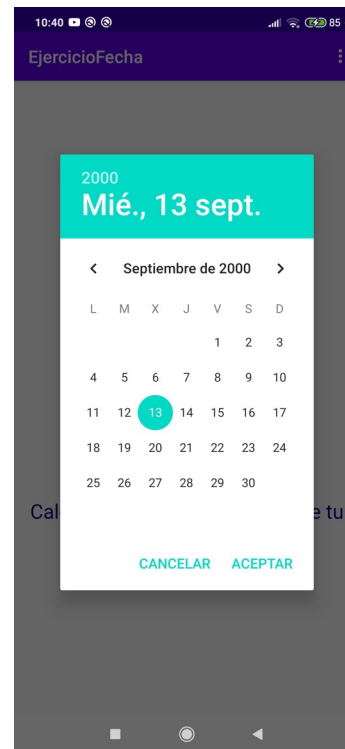 10:40 85
EjercicioFecha
2000
Mié., 13 sept.
Septiembre de 2000
L M X J V S D
1 2 3
4 5 6 7 8 9 10
11 12 13 14 15 16 17
18 19 20 21 22 23 24
25 26 27 28 29 30
Cal e tu
CANCELAR ACEPTAR